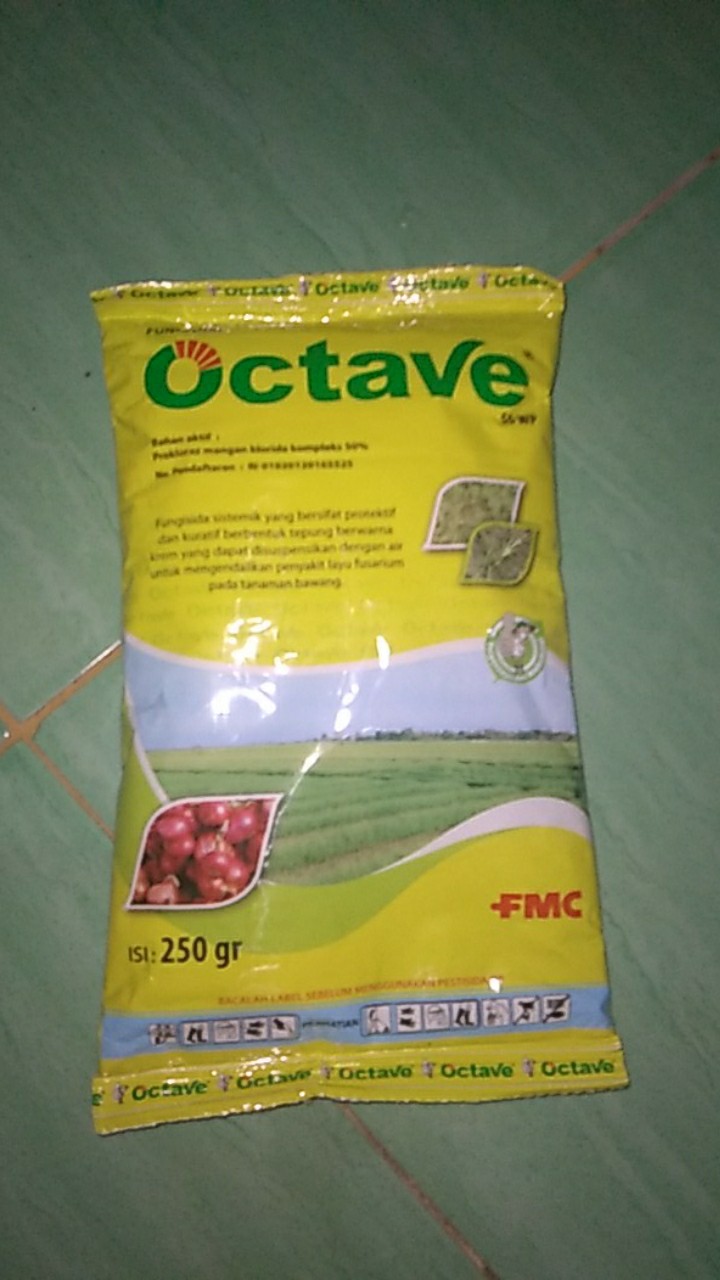 Octave Octave Octave Octave
Octave
50 WP
Bahan aktif :
Prokloraz mangan klorida kompleks 50%
No Pendaftaran :
Fungisida sistemik yang bersifat protektif
dan kuratif berbentuk tepung berwarna
krem yang dapat disuspensikan dengan air
untuk mengendalikan penyakit layu fusarium
pada tanaman bawang.
FMC
ISI: 250 gr
BACALAH LABEL SEBELUM MENGGUNAKAN PESTISIDA
PERHATIAN
Octave Octave Octave Octave Octave